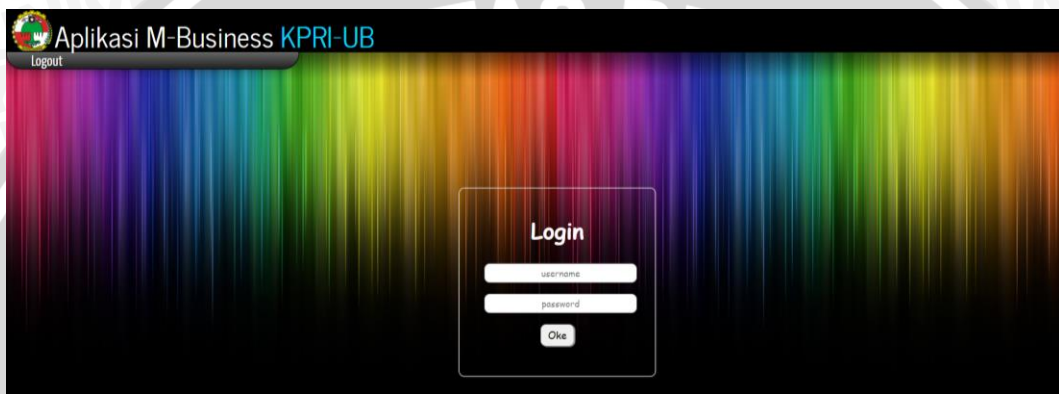 Aplikasi M-Business KPRI-UB
Logout
Login
username
password
Oke